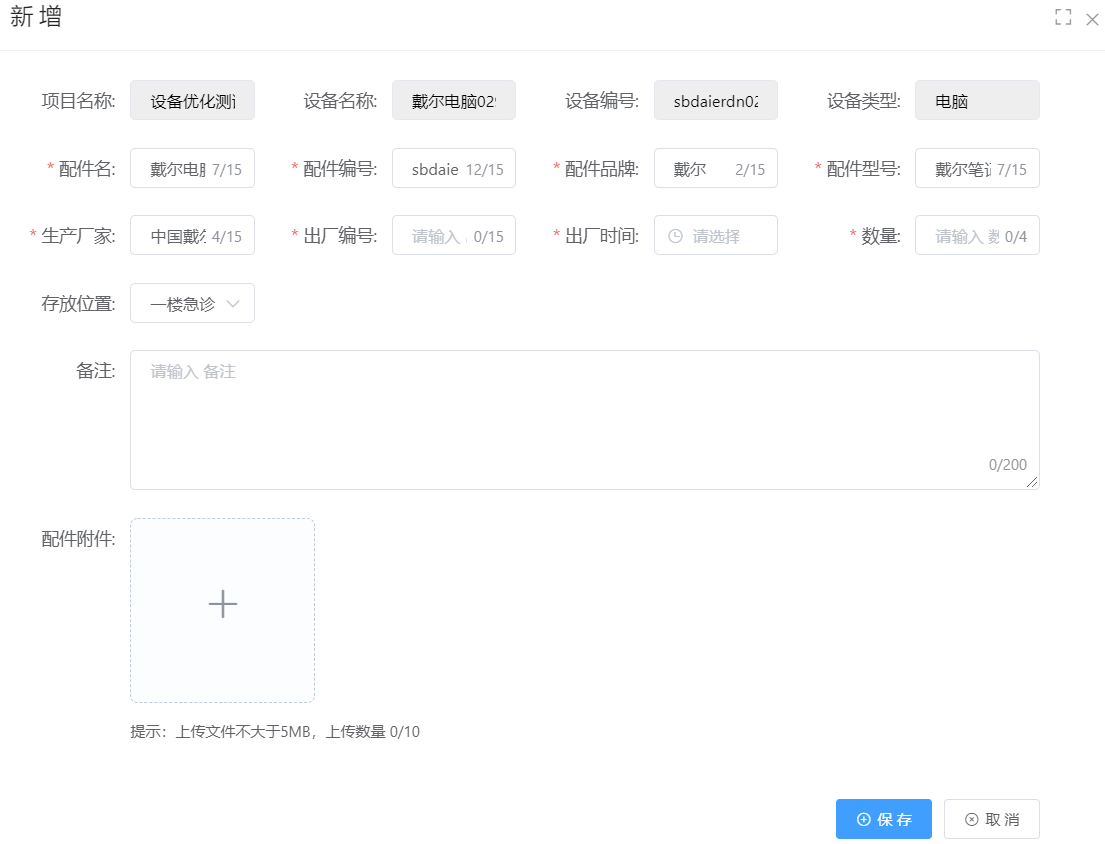 新 增
项目名称: 设备优化测 设备名称: 戴尔电脑029 设备编号: sbdaierdn02 设备类型: 电脑
* 配件名: 戴尔电脑 7/15 * 配件编号: sbdaie 12/15 * 配件品牌: 戴尔 2/15 * 配件型号: 戴尔笔 7/15
* 生产厂家: 中国戴尔 4/15 * 出厂编号: 请输入 0/15 * 出厂时间: 请选择 * 数量: 请输入 数 0/4
存放位置: 一楼急诊
备注: 请输入 备注
0/200
配件附件:
提示：上传文件不大于5MB，上传数量 0/10
保 存 取 消